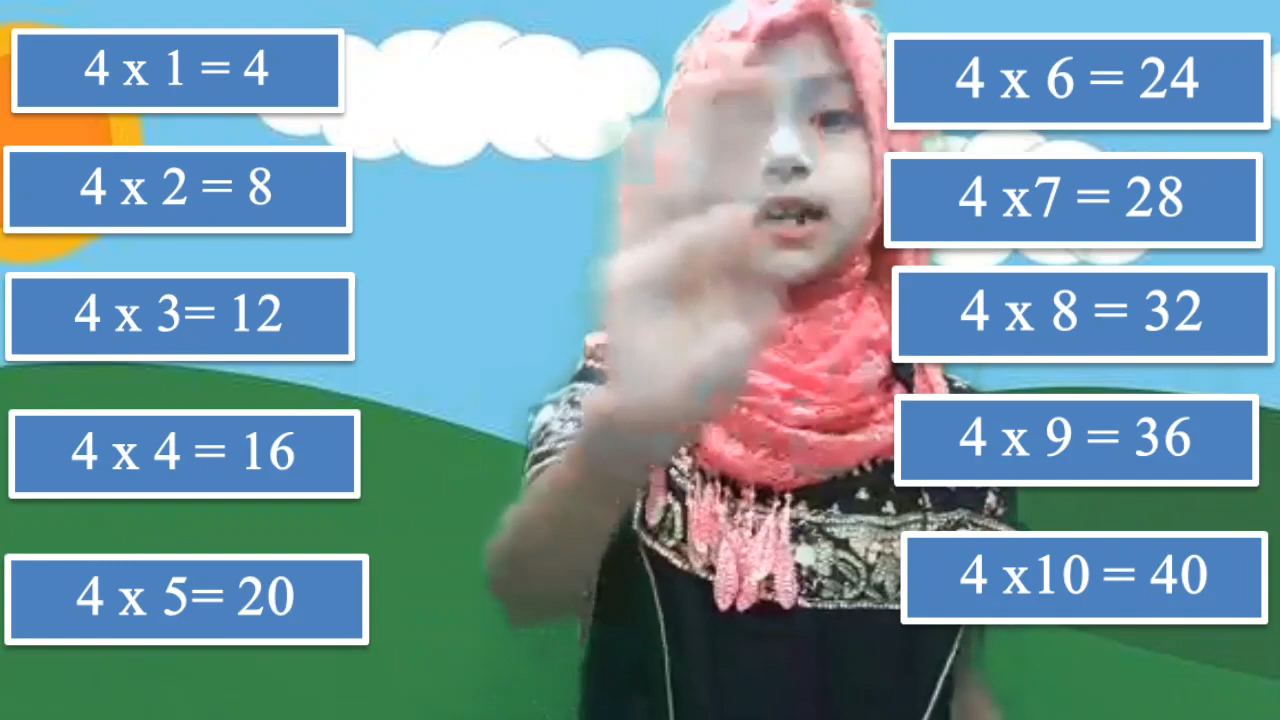 4 x 1 = 4
4 x 2 = 8
4 x 3= 12
4 x 4 = 16
4 x 5= 20
4 x 6 = 24
4 x7 = 28
4 x 8 = 32
4 x 9 = 36
4 x10 = 40